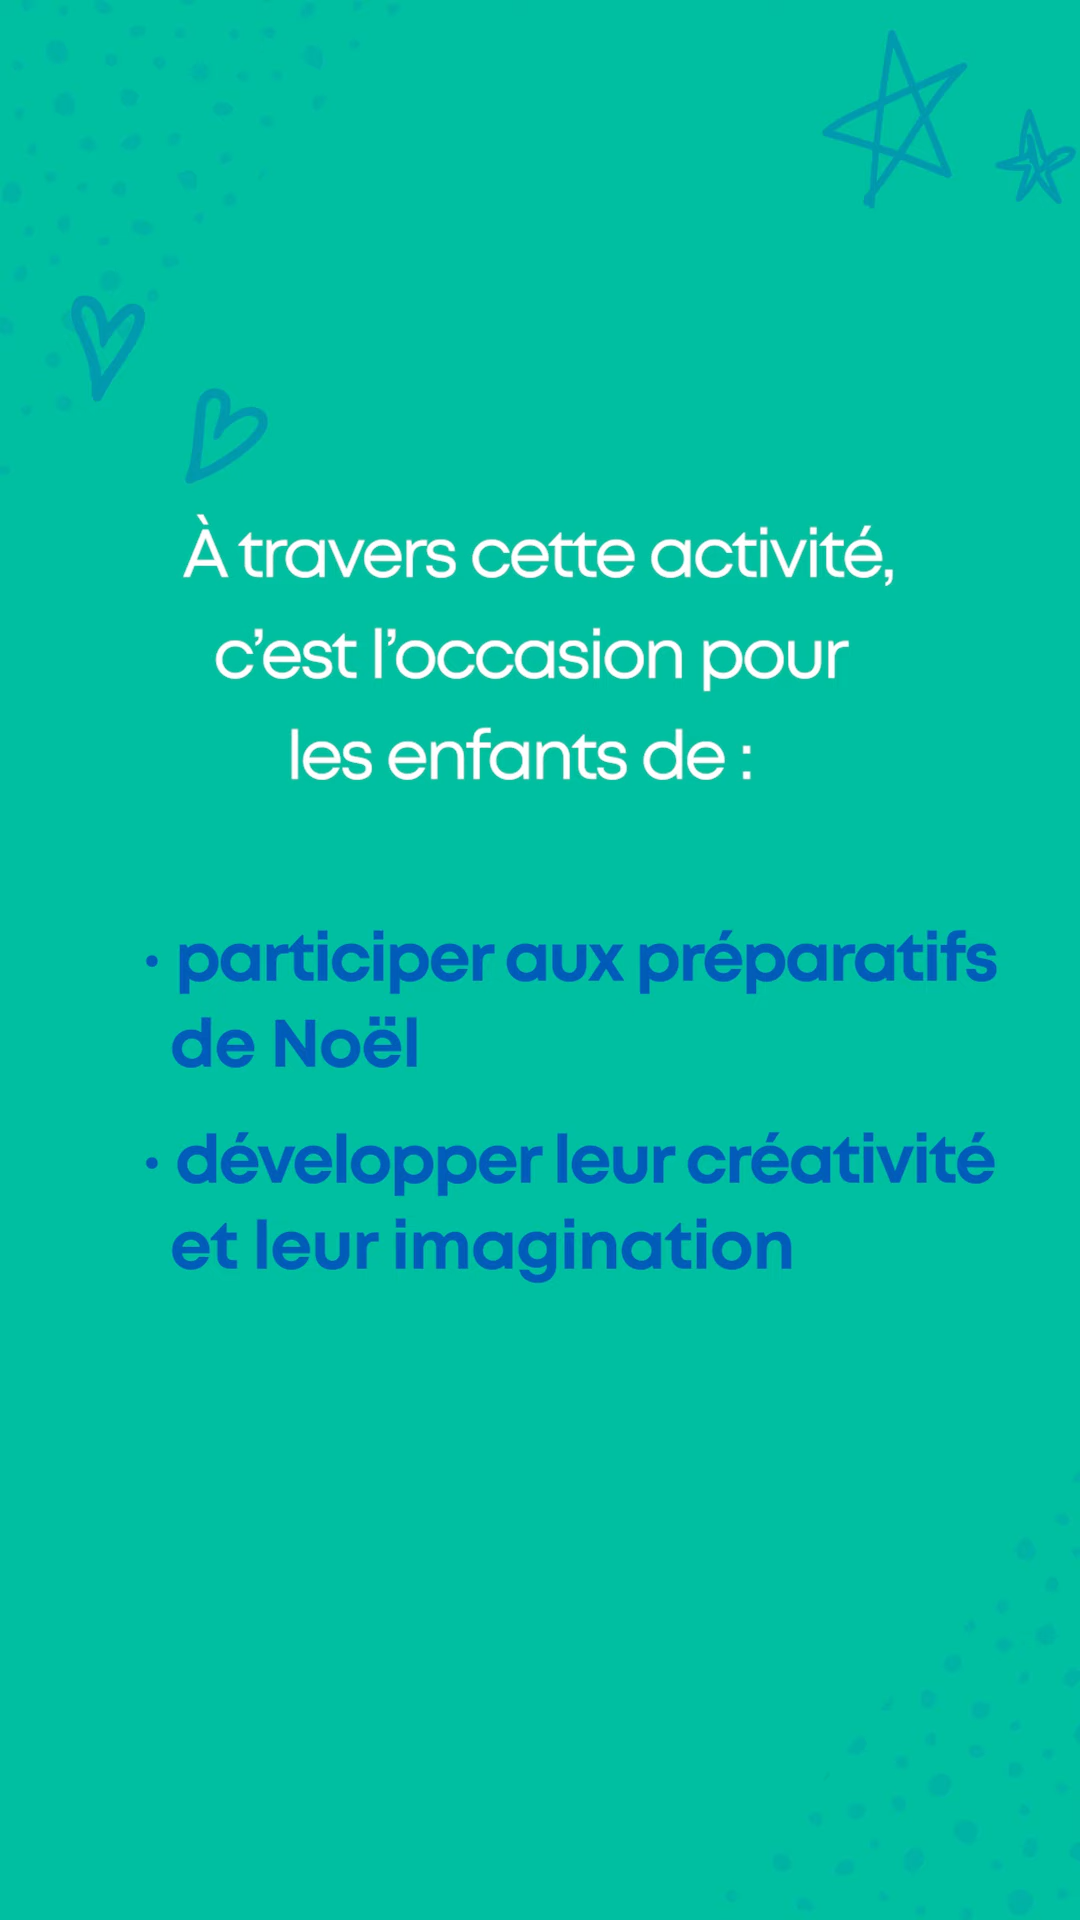 À travers cette activité,
c’est l’occasion pour
les enfants de :
• participer aux préparatifs
de Noël
• développer leur créativité
et leur imagination